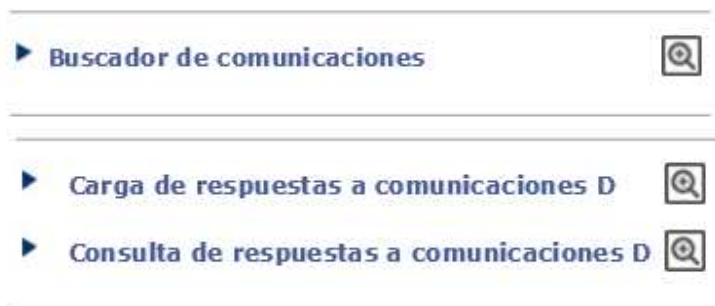 Buscador de comunicaciones
Carga de respuestas a comunicaciones D
Consulta de respuestas a comunicaciones D